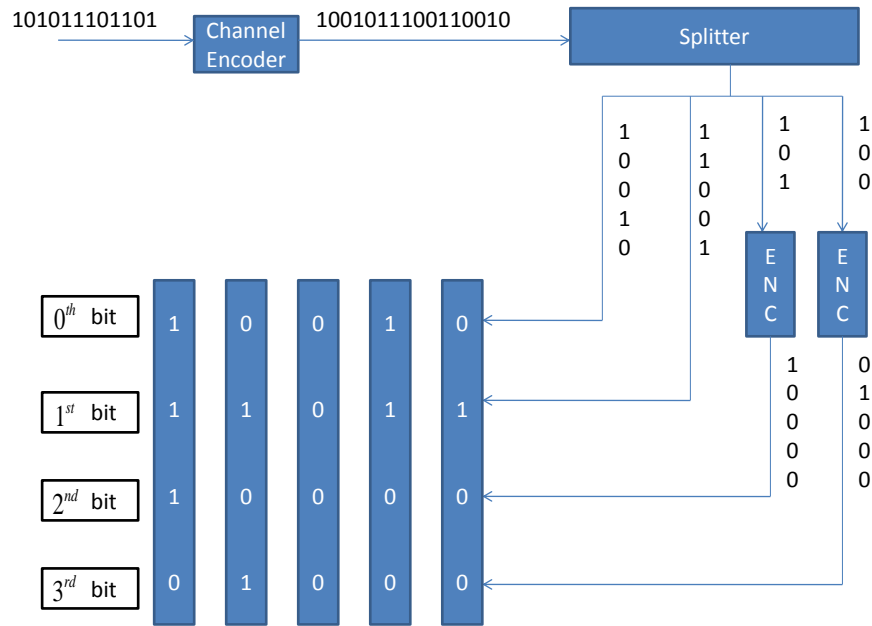 101011101101
Channel
Encoder
1001011100110010
Splitter
1 0 0 1 0
1 1 0 0 1
1 0 1
1 0 0
E N C
E N C
1 0 0 0 0
0 1 0 0 0
0th bit 1 0 0 1 0
1st bit 1 1 0 1 1
2nd bit 1 0 0 0 0
3rd bit 0 1 0 0 0